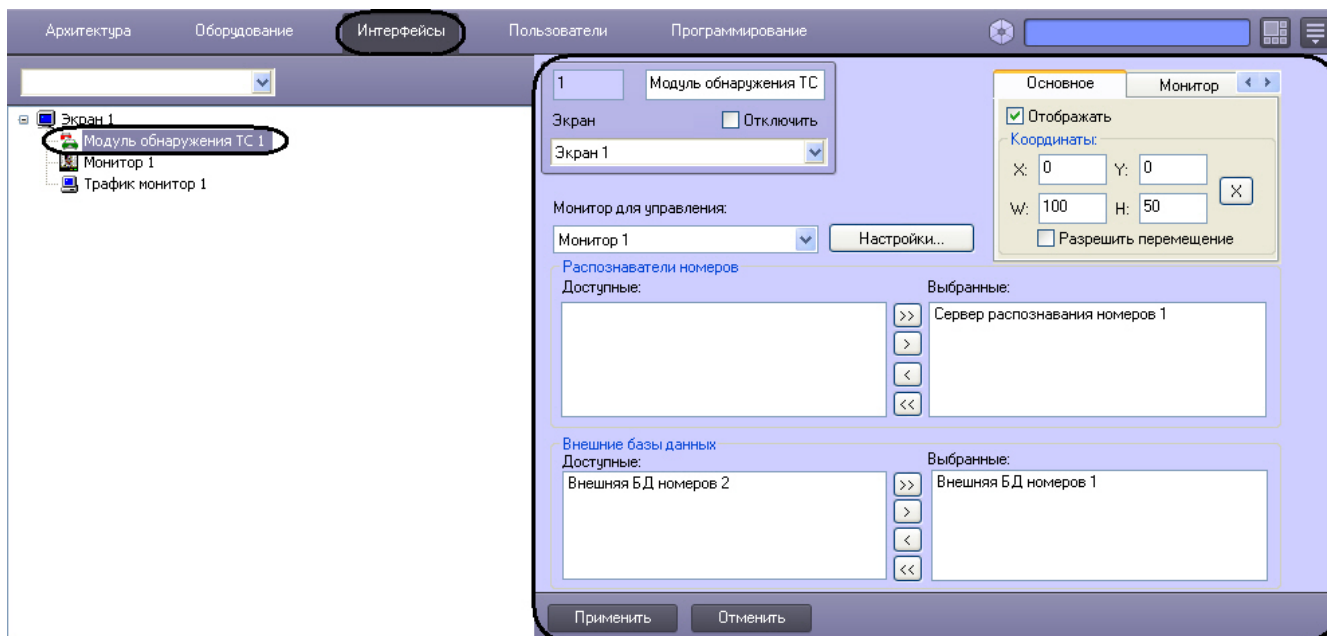 Архитектура Оборудование Интерфейсы Пользователи Программирование
Экран 1
Модуль обнаружения ТС 1
Монитор 1
Трафик монитор 1
1 Модуль обнаружения ТС
Экран Отключить
Экран 1
Основное Монитор
Отображать
Координаты:
X: 0 Y: 0 X
W: 100 H: 50
Разрешить перемещение
Монитор для управления:
Монитор 1 Настройки...
Распознаватели номеров
Доступные: Выбранные:
Сервер распознавания номеров 1
>>
>
<
<<
Внешние базы данных
Доступные: Выбранные:
Внешняя БД номеров 2 >> Внешняя БД номеров 1
>
<
<<
Применить Отменить